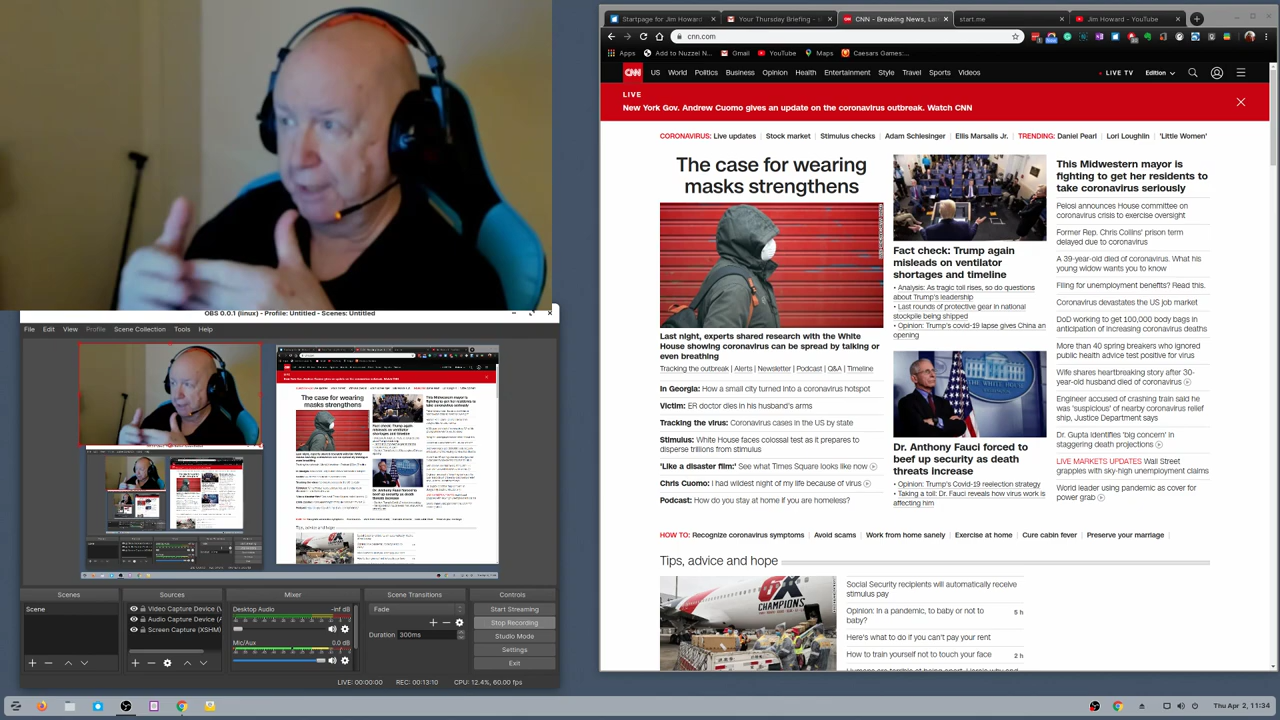 Startpage for Jim Howard
Your Thursday Briefing
CNN - Breaking News, La
start.me
Jim Howard - YouTube
cnn.com
Apps
Add to Nuzzel N...
Gmail
YouTube
Maps
Caesars Games:...
CNN
US
World
Politics
Business
Opinion
Health
Entertainment
Style
Travel
Sports
Videos
LIVE TV
Edition
LIVE
New York Gov. Andrew Cuomo gives an update on the coronavirus outbreak. Watch CNN
CORONAVIRUS: Live updates | Stock market | Stimulus checks | Adam Schlesinger | Ellis Marsalis Jr. | TRENDING: Daniel Pearl | Lori Loughlin | 'Little Women'
The case for wearing
masks strengthens
Last night, experts shared research with the White
House showing coronavirus can be spread by talking or
even breathing
Tracking the outbreak | Alerts | Newsletter | Podcast | Q&A | Timeline
In Georgia: How a small city turned into a coronavirus hotspot
Victim: ER doctor dies in his husband's arms
Tracking the virus: Coronavirus cases in the US by state
Stimulus: White House faces colossal test as it prepares to
disperse trillions from stimulus
'Like a disaster film:' See what Times Square looks like now
Chris Cuomo: I had wildest night of my life because of virus
Podcast: How do you stay at home if you are homeless?
Fact check: Trump again
misleads on ventilator
shortages and timeline
• Analysis: As tragic toll rises, so do questions
about Trump's leadership
• Last rounds of protective gear in national
stockpile being shipped
• Opinion: Trump's covid-19 lapse gives China an
opening
Dr. Anthony Fauci forced to
beef up security as death
threats increase
• Opinion: Trump's Covid-19 reelection strategy
• Taking a toll: Dr. Fauci reveals how virus work is
affecting him
This Midwestern mayor is
fighting to get her residents to
take coronavirus seriously
Pelosi announces House committee on
coronavirus crisis to exercise oversight
Former Rep. Chris Collins' prison term
delayed due to coronavirus
A 39-year-old died of coronavirus. What his
young widow wants you to know
Filing for unemployment benefits? Read this.
Coronavirus devastates the US job market
DoD working to get 100,000 body bags in
anticipation of increasing coronavirus deaths
More than 40 spring breakers who ignored
public health advice test positive for virus
Wife shares heartbreaking story after 30-
year-old husband died of coronavirus
Engineer accused of crashing train said he
was 'suspicious' of nearby coronavirus relief
ship, Justice Department says
Dr. Gupta identifies 'big concern' in
staggering death projections
LIVE MARKETS UPDATES Wall Street
grapples with sky-high unemployment claims
World leader using pandemic as cover for
power grab
HOW TO: Recognize coronavirus symptoms | Avoid scams | Work from home sanely | Exercise at home | Cure cabin fever | Preserve your marriage |
Tips, advice and hope
CHAMPIONS
Social Security recipients will automatically receive
stimulus pay
Opinion: In a pandemic, to baby or not to
baby?
5 h
Here's what to do if you can't pay your rent
How to train yourself not to touch your face
2 h
OBS 0.0.1 (linux) - Profile: Untitled - Scenes: Untitled
File
Edit
View
Profile
Scene Collection
Tools
Help
The case for wearing
masks strengthens
Tips, advice and hope
Scenes
Sources
Mixer
Scene Transitions
Controls
Scene
Video Capture Device (V
Audio Capture Device (
Screen Capture (XSHM)
Desktop Audio
-inf dB
Mic/Aux
0.0 dB
Fade
Duration
300ms
Start Streaming
Stop Recording
Studio Mode
Settings
Exit
LIVE: 00:00:00
REC: 00:13:10
CPU: 12.4%, 60.00 fps
Thu Apr 2, 11:34